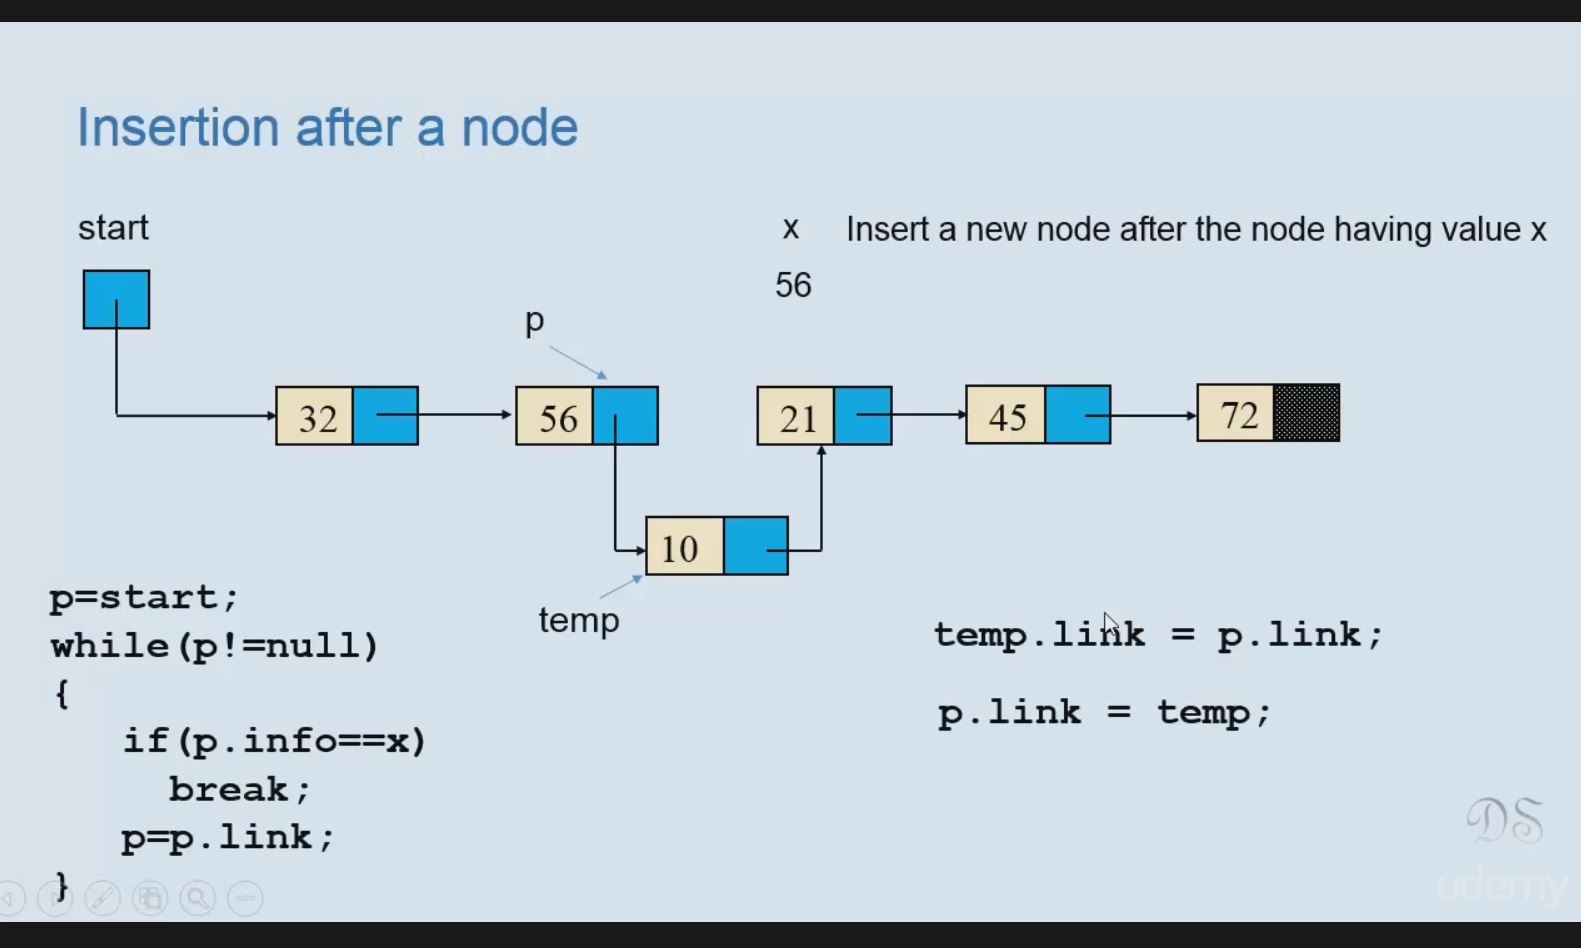 Insertion after a node
start
x Insert a new node after the node having value x
56
p
32 56 21 45 72
10
temp
p=start;
while(p!=null)
{
if(p.info==x)
break;
p=p.link;
}
temp.link = p.link;
p.link = temp;
DS
udemy